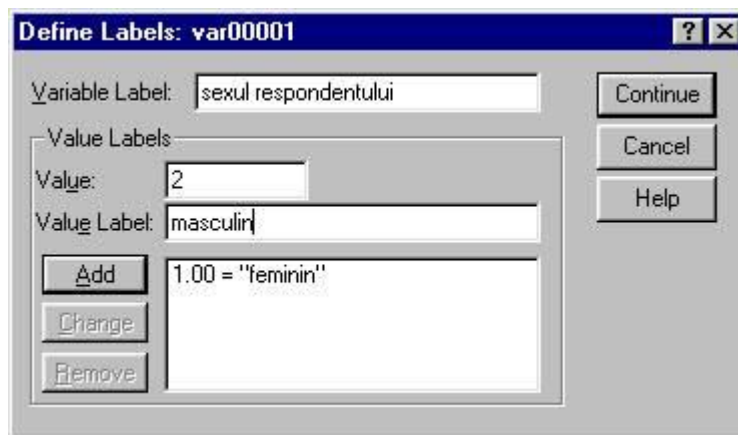 Define Labels: var00001
Variable Label: sexul respondentului
Continue
Value Labels
Cancel
Value: 2
Help
Value Label: masculin
Add
1.00 = "feminin"
Change
Remove